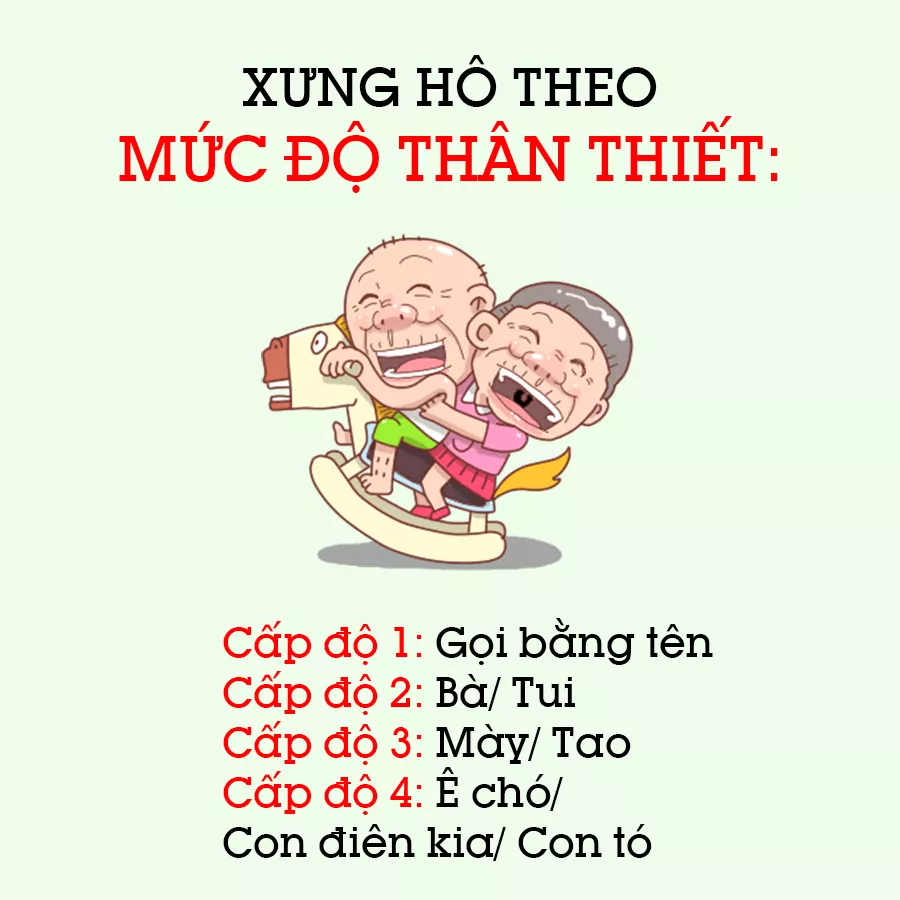 XƯNG HÔ THEO
MỨC ĐỘ THÂN THIẾT:
Cấp độ 1: Gọi bằng tên
Cấp độ 2: Bà/ Tui
Cấp độ 3: Mày/ Tao
Cấp độ 4: Ê chó/
Con điên kia/ Con tó